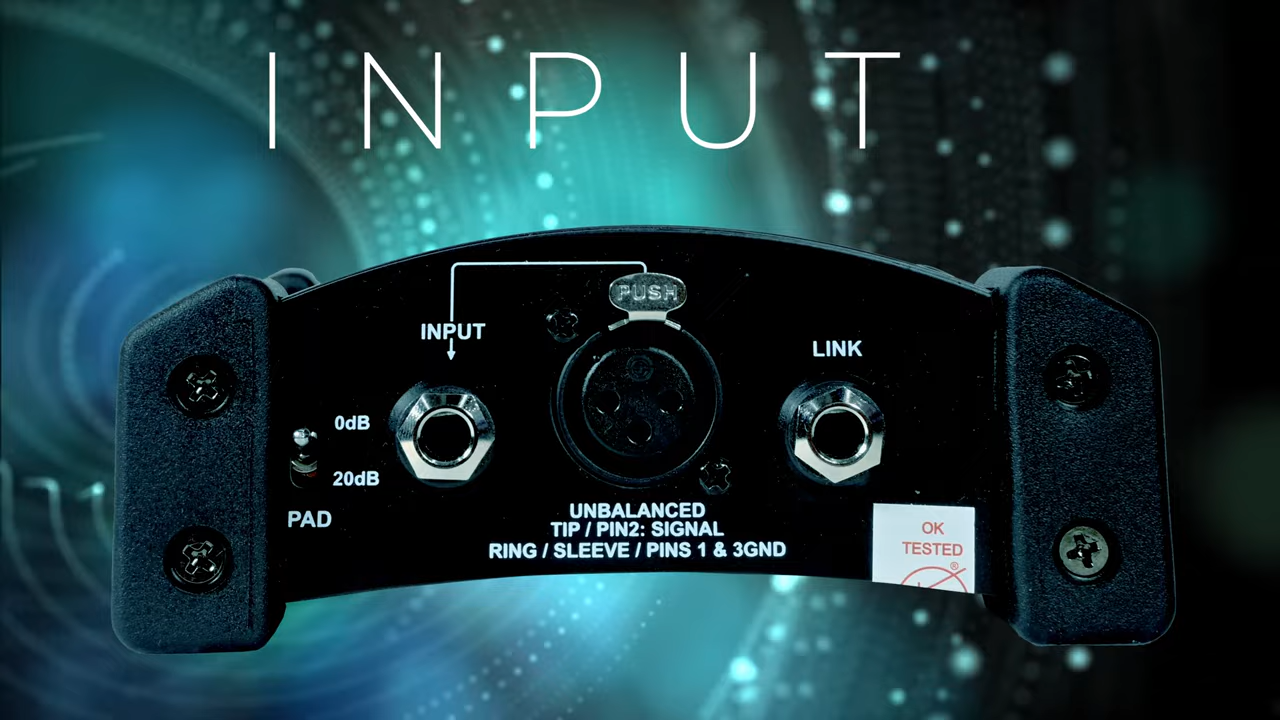 INPUT
PUSH
INPUT
LINK
0dB
20dB
PAD
UNBALANCED
TIP / PIN2: SIGNAL
RING / SLEEVE / PINS 1 & 3GND
OK
TESTED
®